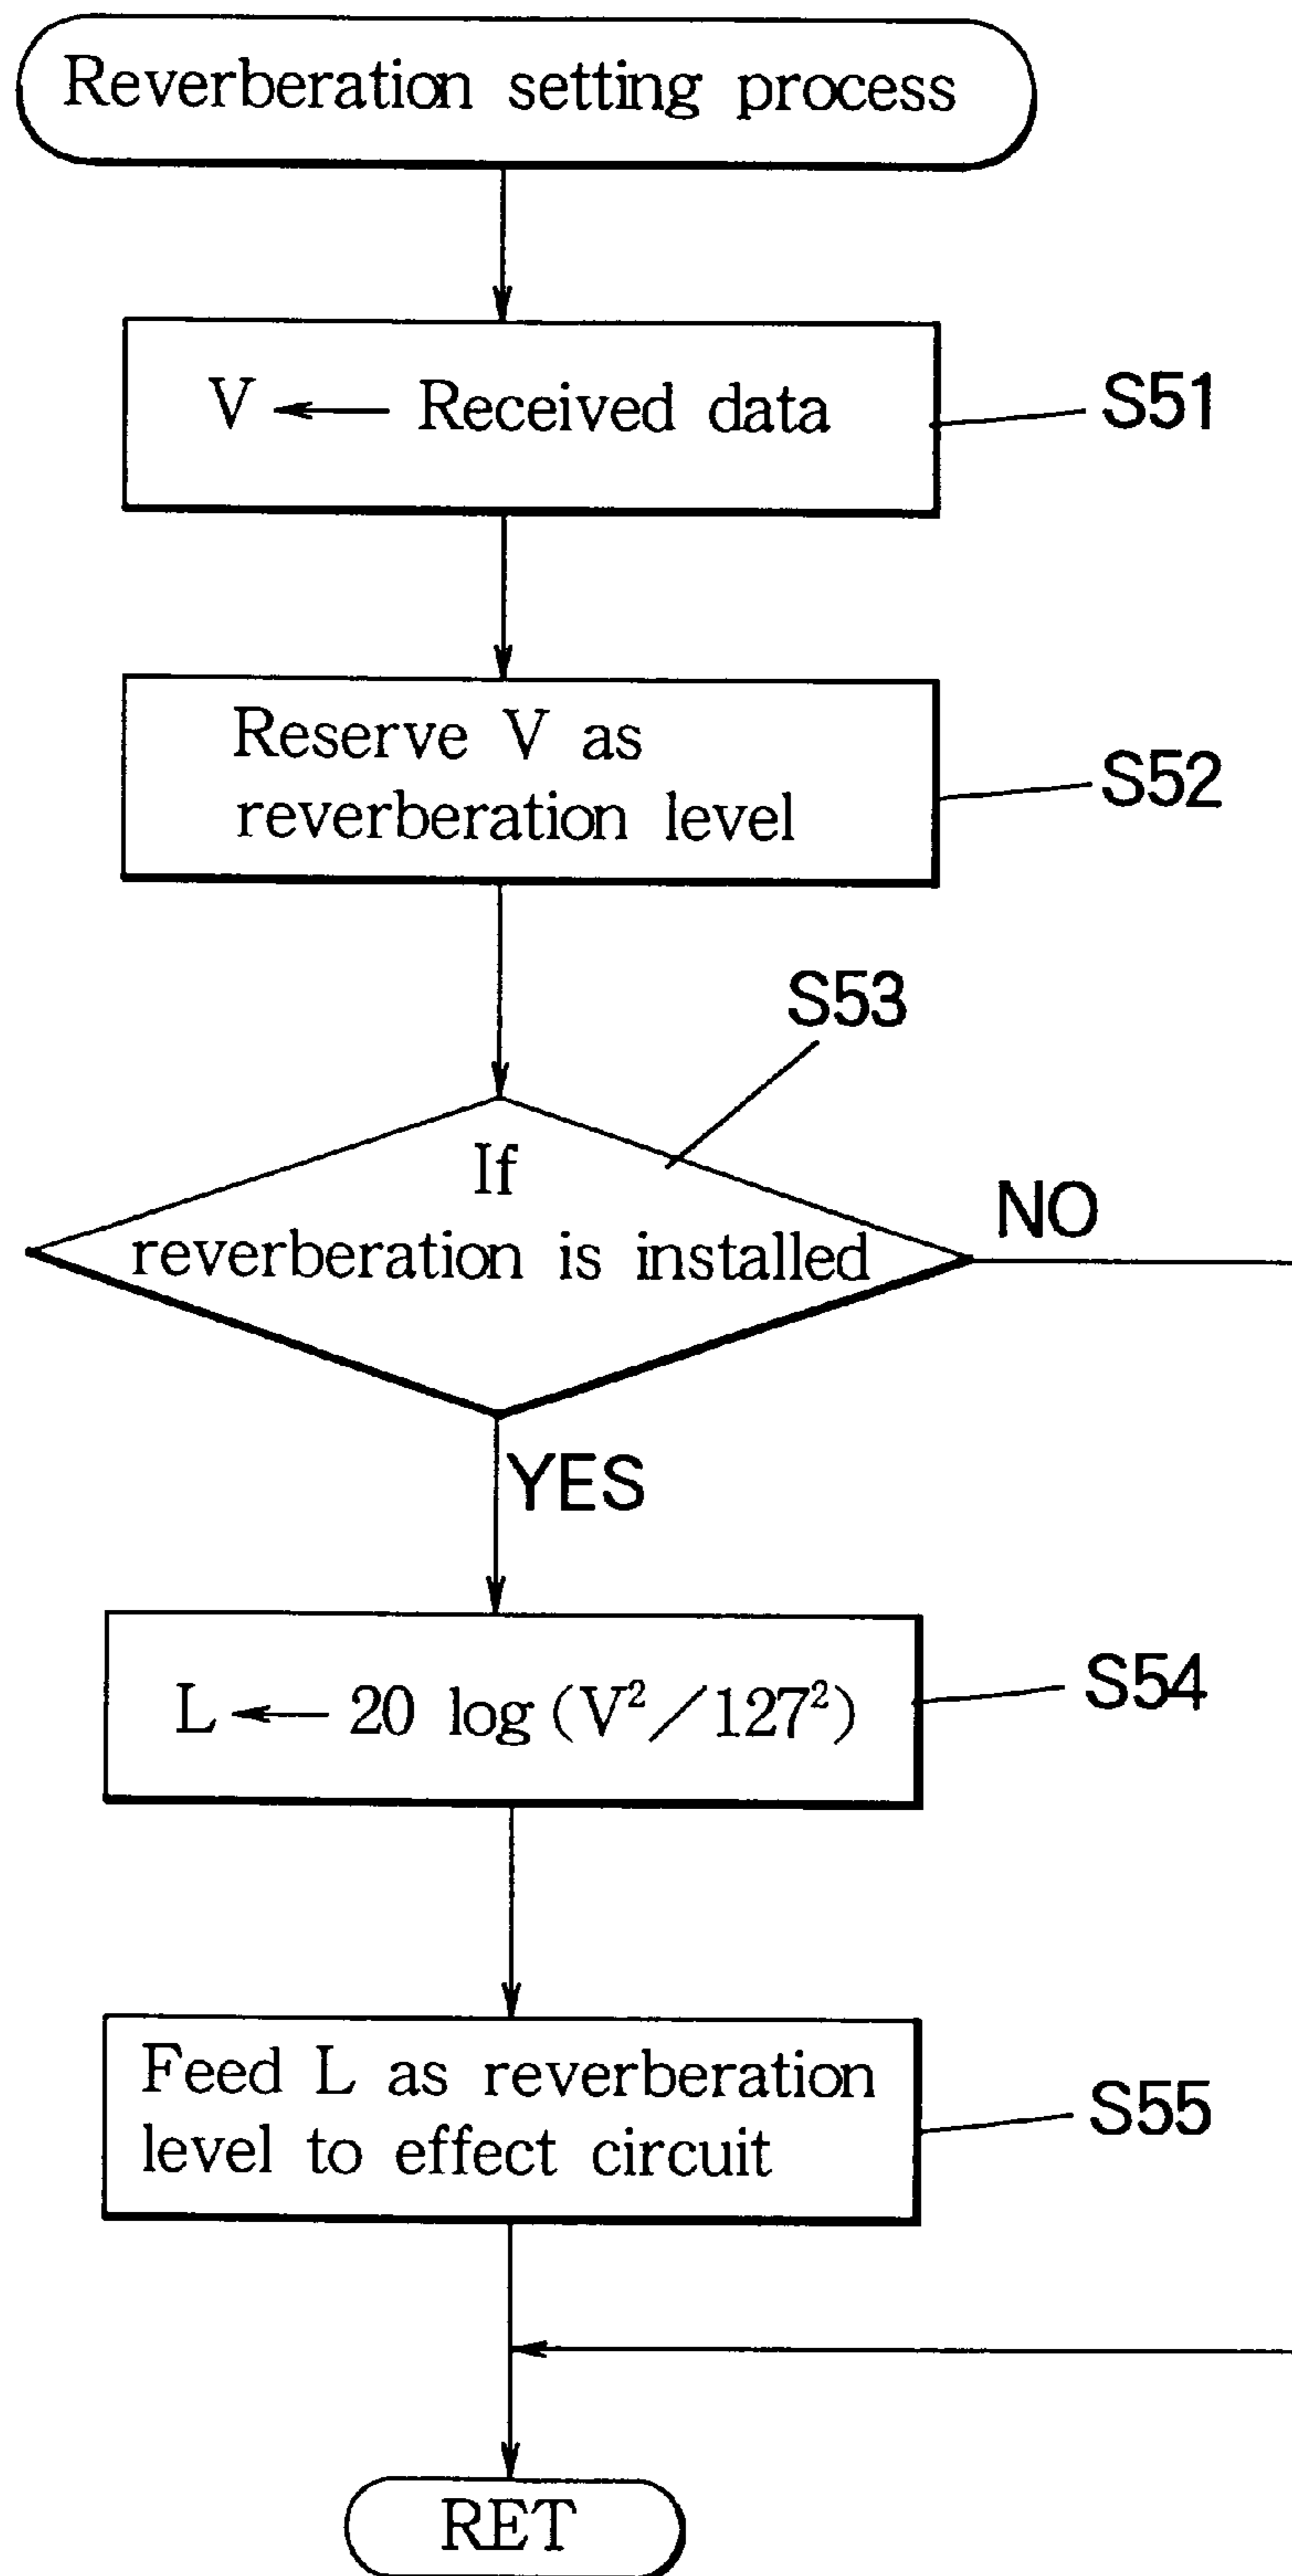 Reverberation setting process
V ← Received data
S51
Reserve V as
reverberation level
S52
S53
If
reverberation is installed
NO
YES
L ← 20 log (V²／127²)
S54
Feed L as reverberation
level to effect circuit
S55
RET